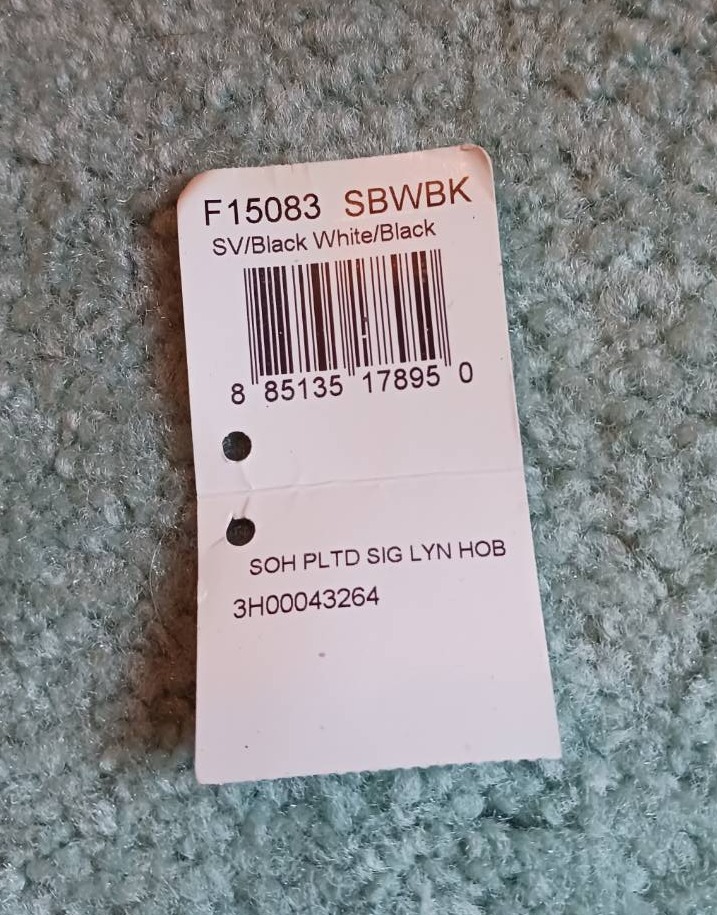 F15083 SBWBK
SV/Black White/Black
8 85135 17895 0
SOH PLTD SIG LYN HOB
3H00043264